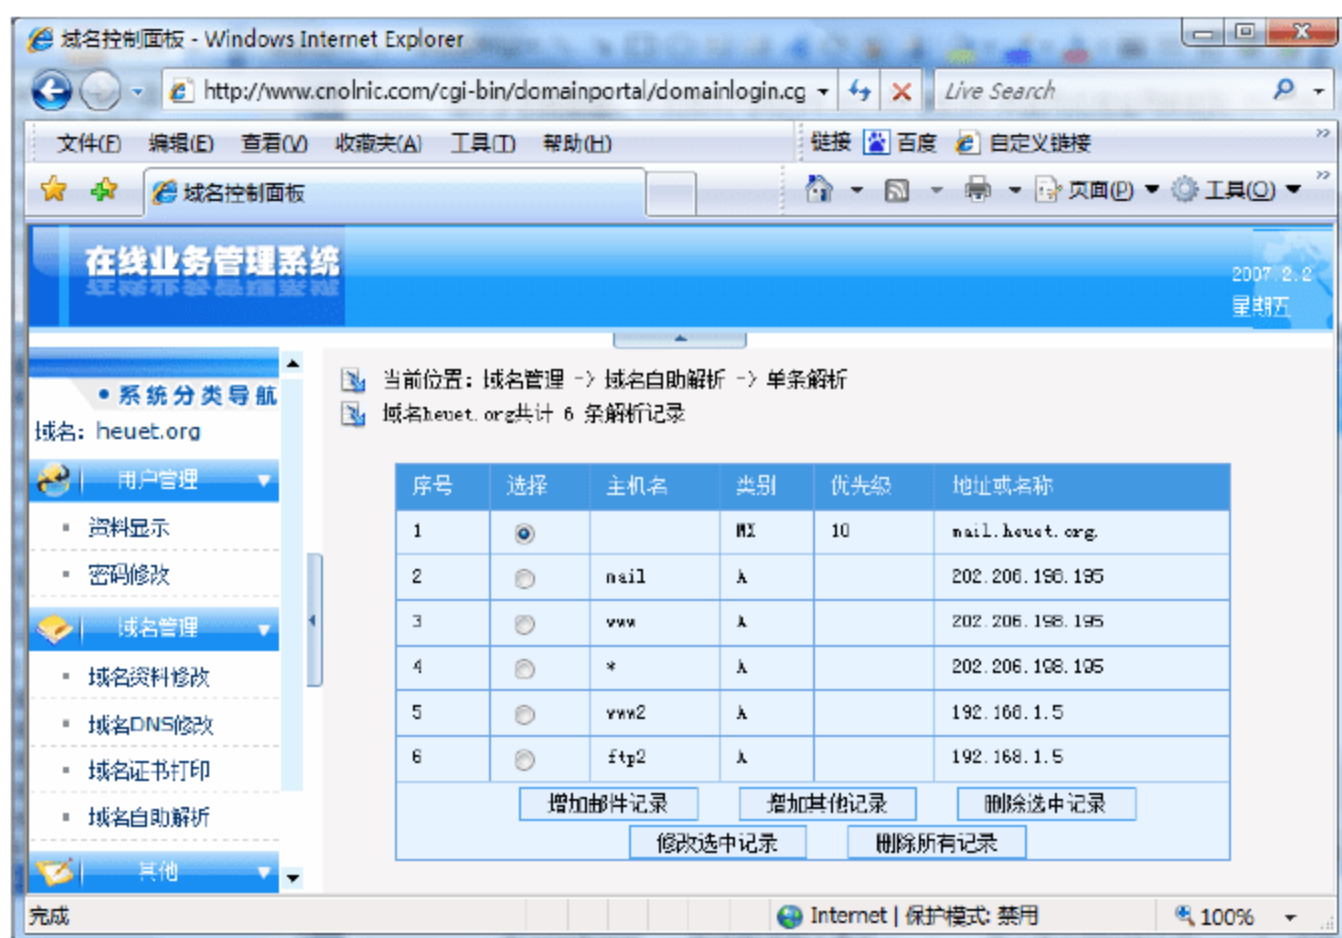 域名控制面板 - Windows Internet Explorer
http://www.cnolnic.com/cgi-bin/domainportal/domainlogin.cg
Live Search
文件(F) 编辑(E) 查看(V) 收藏夹(A) 工具(T) 帮助(H)
链接 百度 自定义链接
域名控制面板
页面(P) 工具(O)
在线业务管理系统
2007.2.2
星期五
•系统分类导航
域名: heuet.org
用户管理
资料显示
密码修改
域名管理
域名资料修改
域名DNS修改
域名证书打印
域名自助解析
其他
当前位置: 域名管理 -> 域名自助解析 -> 单条解析
域名heuet.org共计 6 条解析记录
序号 选择 主机名 类别 优先级 地址或名称
1 MX 10 mail.heuet.org.
2 mail A 202.206.198.195
3 www A 202.206.198.195
4 * A 202.206.198.195
5 www2 A 192.168.1.5
6 ftp2 A 192.168.1.5
增加邮件记录 增加其他记录 删除选中记录
修改选中记录 删除所有记录
完成
Internet | 保护模式: 禁用
100%